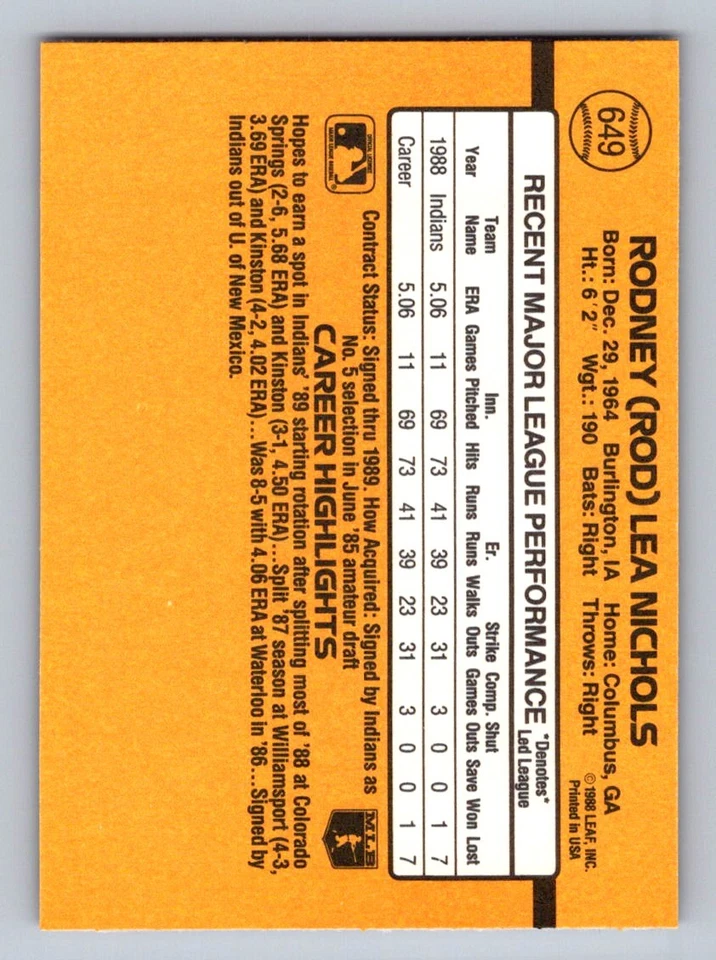 649
RODNEY (ROD) LEA NICHOLS
Born: Dec. 29, 1964 Burlington, IA Home: Columbus, GA
Ht.: 6'2" Wgt.: 190 Bats: Right Throws: Right
©1988 LEAF, INC.
Printed in USA
RECENT MAJOR LEAGUE PERFORMANCE
*Denotes*
Led League
Team Inn. Er. Strike Comp. Shut
Year Name ERA Games Pitched Hits Runs Runs Walks Outs Games Outs Save Won Lost
1988 Indians 5.06 11 69 73 41 39 23 31 3 0 0 1 7
Career 5.06 11 69 73 41 39 23 31 3 0 0 1 7
OFFICIAL LICENSEE
MAJOR LEAGUE BASEBALL
Contract Status: Signed thru 1989. How Acquired: Signed by Indians as
No. 5 selection in June '85 amateur draft
MLB
CAREER HIGHLIGHTS
Hopes to earn a spot in Indians' '89 starting rotation after splitting most of '88 at Colorado
Springs (2-6, 5.68 ERA) and Kinston (3-1, 4.50 ERA)...Split '87 season at Williamsport (4-3,
3.69 ERA) and Kinston (4-2, 4.02 ERA)... Was 8-5 with 4.06 ERA at Waterloo in '86...Signed by
Indians out of U. of New Mexico.